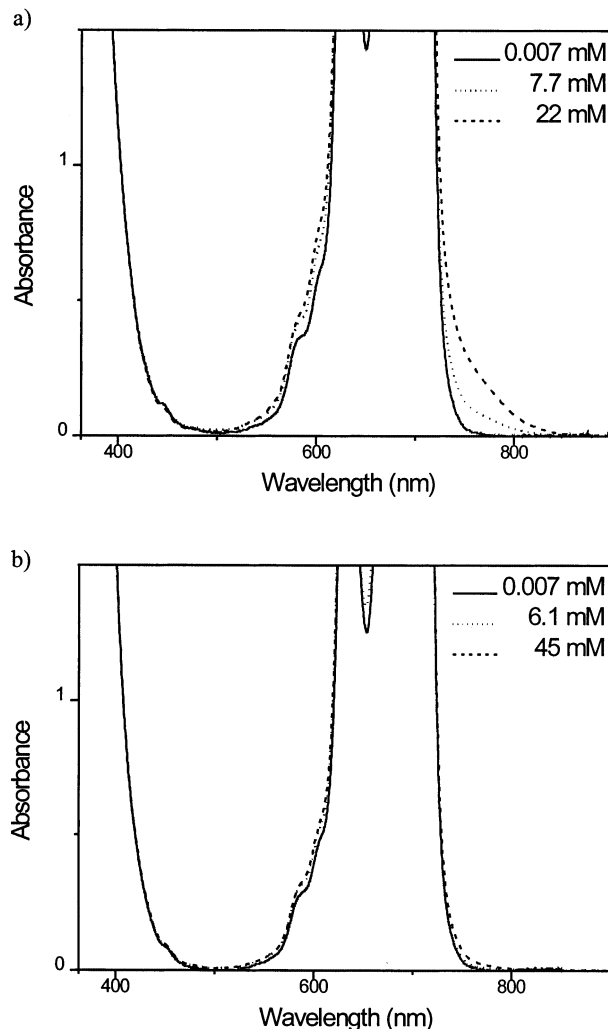 a)
0.007 mM
7.7 mM
22 mM
1
Absorbance
0
400
600
800
Wavelength (nm)
b)
0.007 mM
6.1 mM
45 mM
1
Absorbance
0
400
600
800
Wavelength (nm)